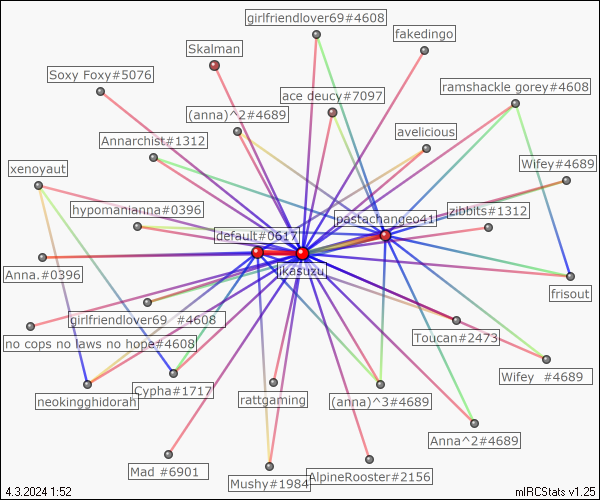 girlfriendlover69#4608
fakedingo
Skalman
Soxy Foxy#5076
ace deucy#7097
ramshackle gorey#4608
(anna)^2#4689
Annarchist#1312
avelicious
xenoyaut
Wifey#4689
hypomanianna#0396
pastachangeo41
zibbits#1312
default#0617
jikasuzu
Anna.#0396
frisout
girlfriendlover69 #4608
no cops no laws no hope#4608
Toucan#2473
Wifey #4689
neokingghidorah
Cypha#1717
rattgaming
(anna)^3#4689
Anna^2#4689
Mad #6901
Mushy#1984
AlpineRooster#2156
4.3.2024 1:52
mIRCStats v1.25